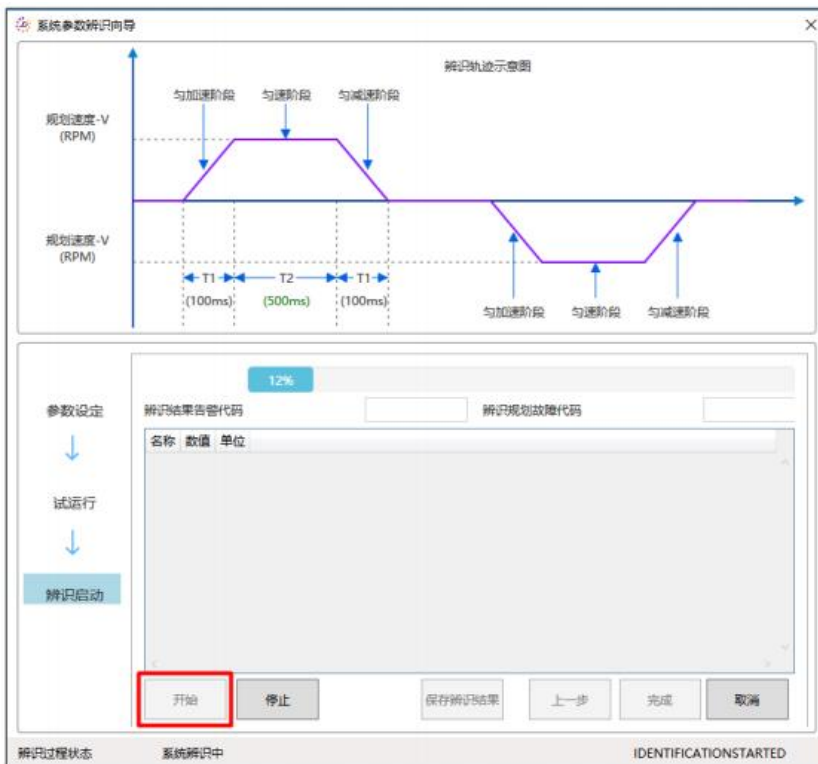 系统参数辨识向导
辨识轨迹示意图
匀加速阶段 匀速阶段 匀减速阶段
规划速度-V
(RPM)
规划速度-V
(RPM)
T1 T2 T1
(100ms) (500ms) (100ms)
匀加速阶段 匀速阶段 匀减速阶段
12%
参数设定
辨识结果告警代码 辨识规划故障代码
名称 数值 单位
试运行
辨识启动
开始 停止 保存辨识结果 上一步 完成 取消
辨识过程状态 系统辨识中 IDENTIFICATIONSTARTED